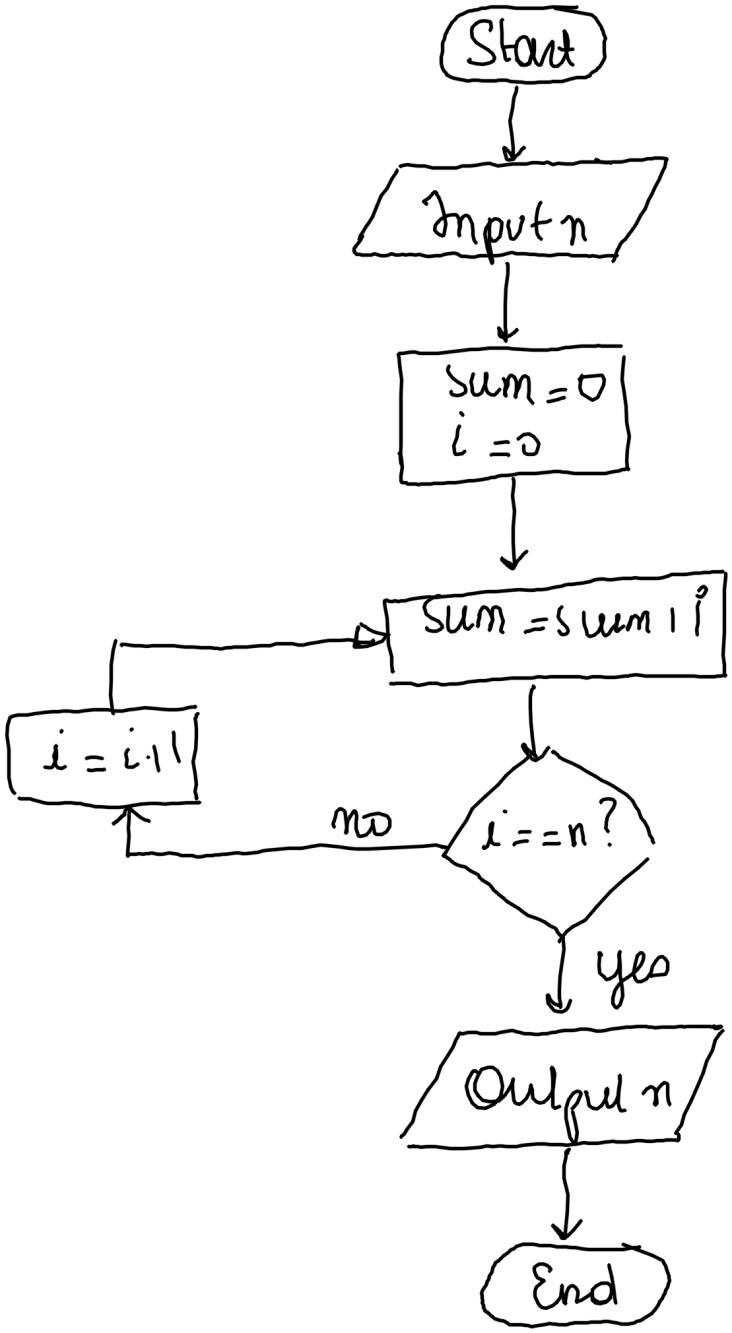 Start
Input n
sum = 0
i = 0
sum = sum + i
i == n ?
no
i = i + 1
yes
Output n
End